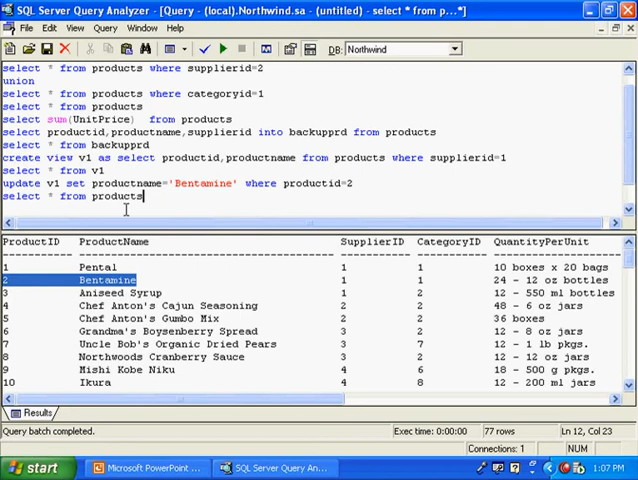 SQL Server Query Analyzer - [Query - (local).Northwind.sa - (untitled) - select * from p...*]
File Edit View Query Tools Window Help
DB: Northwind
select * from products where supplierid=2
union
select * from products where categoryid=1
select * from products
select sum(UnitPrice) from products
select productid,productname,supplierid into backupprd from products
select * from backupprd
create view v1 as select productid,productname from products where supplierid=1
select * from v1
update v1 set productname='Bentamine' where productid=2
select * from products
ProductID ProductName SupplierID CategoryID QuantityPerUnit
1 Pental 1 1 10 boxes x 20 bags
2 Bentamine 1 1 24 - 12 oz bottles
3 Aniseed Syrup 1 2 12 - 550 ml bottles
4 Chef Anton's Cajun Seasoning 2 2 48 - 6 oz jars
5 Chef Anton's Gumbo Mix 2 2 36 boxes
6 Grandma's Boysenberry Spread 3 2 12 - 8 oz jars
7 Uncle Bob's Organic Dried Pears 3 7 12 - 1 lb pkgs.
8 Northwoods Cranberry Sauce 3 2 12 - 12 oz jars
9 Mishi Kobe Niku 4 6 18 - 500 g pkgs.
10 Ikura 4 8 12 - 200 ml jars
Results
Query batch completed. Exec time: 0:00:00 77 rows Ln 12, Col 23
Connections: 1 NUM
start Microsoft PowerPoint ... SQL Server Query An... 1:07 PM